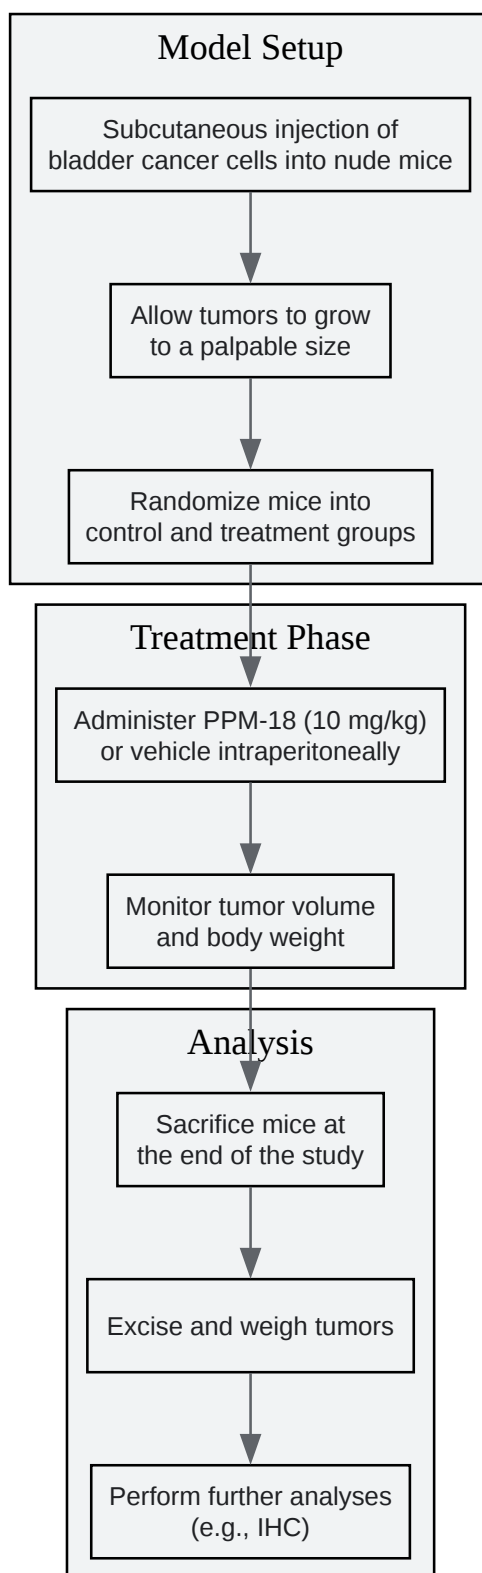 Model Setup
Subcutaneous injection of
bladder cancer cells into nude mice
Allow tumors to grow
to a palpable size
Randomize mice into
control and treatment groups
Treatment Phase
Administer PPM-18 (10 mg/kg)
or vehicle intraperitoneally
Monitor tumor volume
and body weight
Analysis
Sacrifice mice at
the end of the study
Excise and weigh tumors
Perform further analyses
(e.g., IHC)